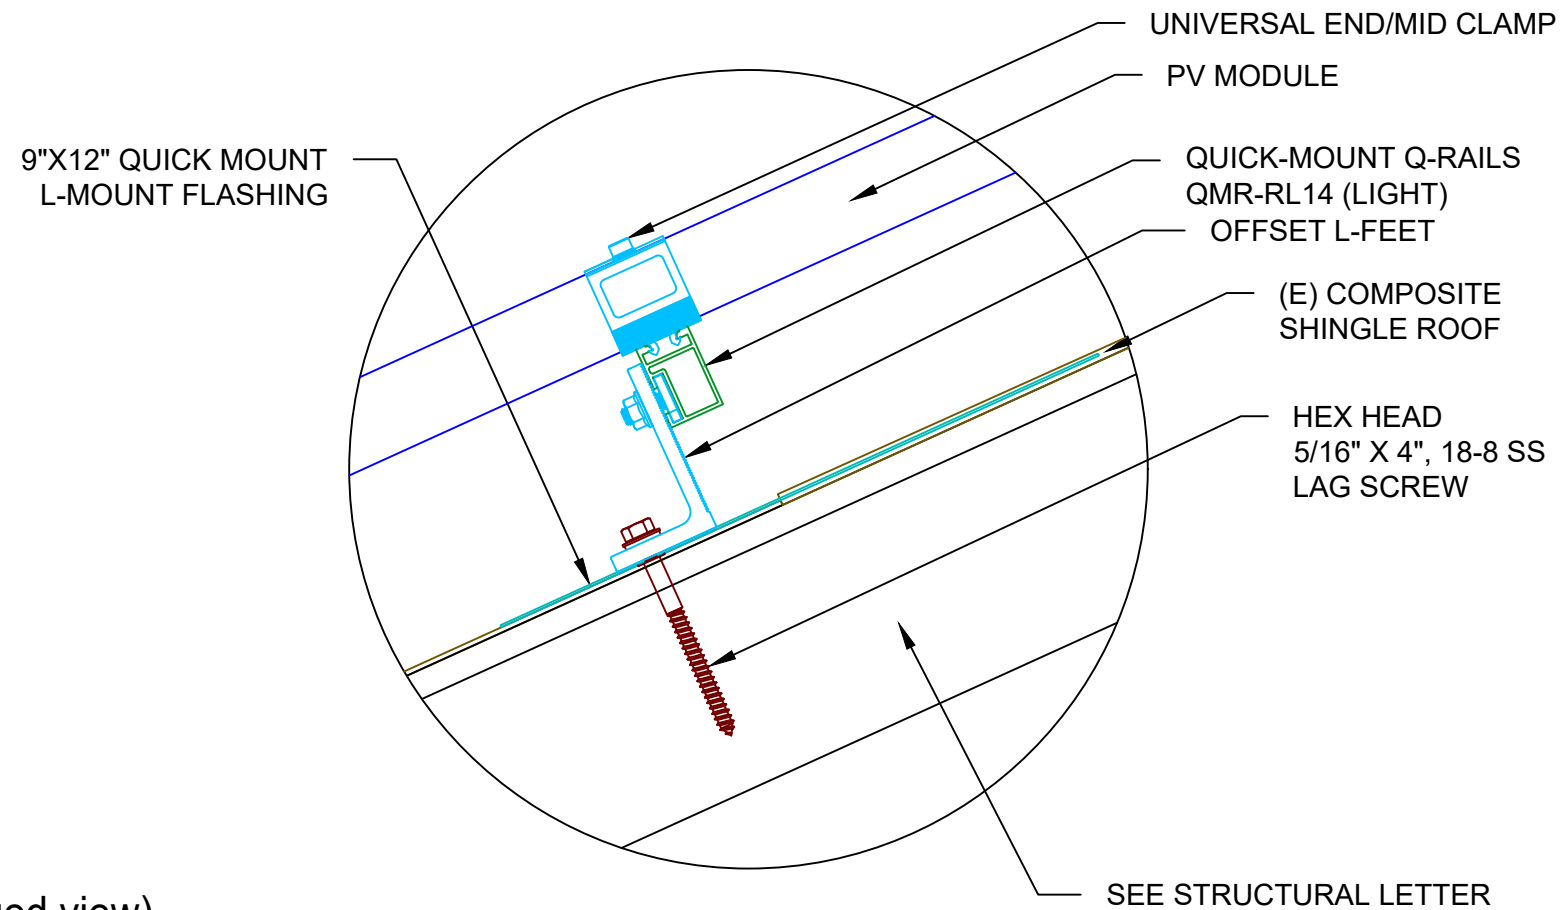 UNIVERSAL END/MID CLAMP
PV MODULE
9"X12" QUICK MOUNT
L-MOUNT FLASHING
QUICK-MOUNT Q-RAILS
QMR-RL14 (LIGHT)
OFFSET L-FEET
(E) COMPOSITE
SHINGLE ROOF
HEX HEAD
5/16" X 4", 18-8 SS
LAG SCREW
SEE STRUCTURAL LETTER
view)